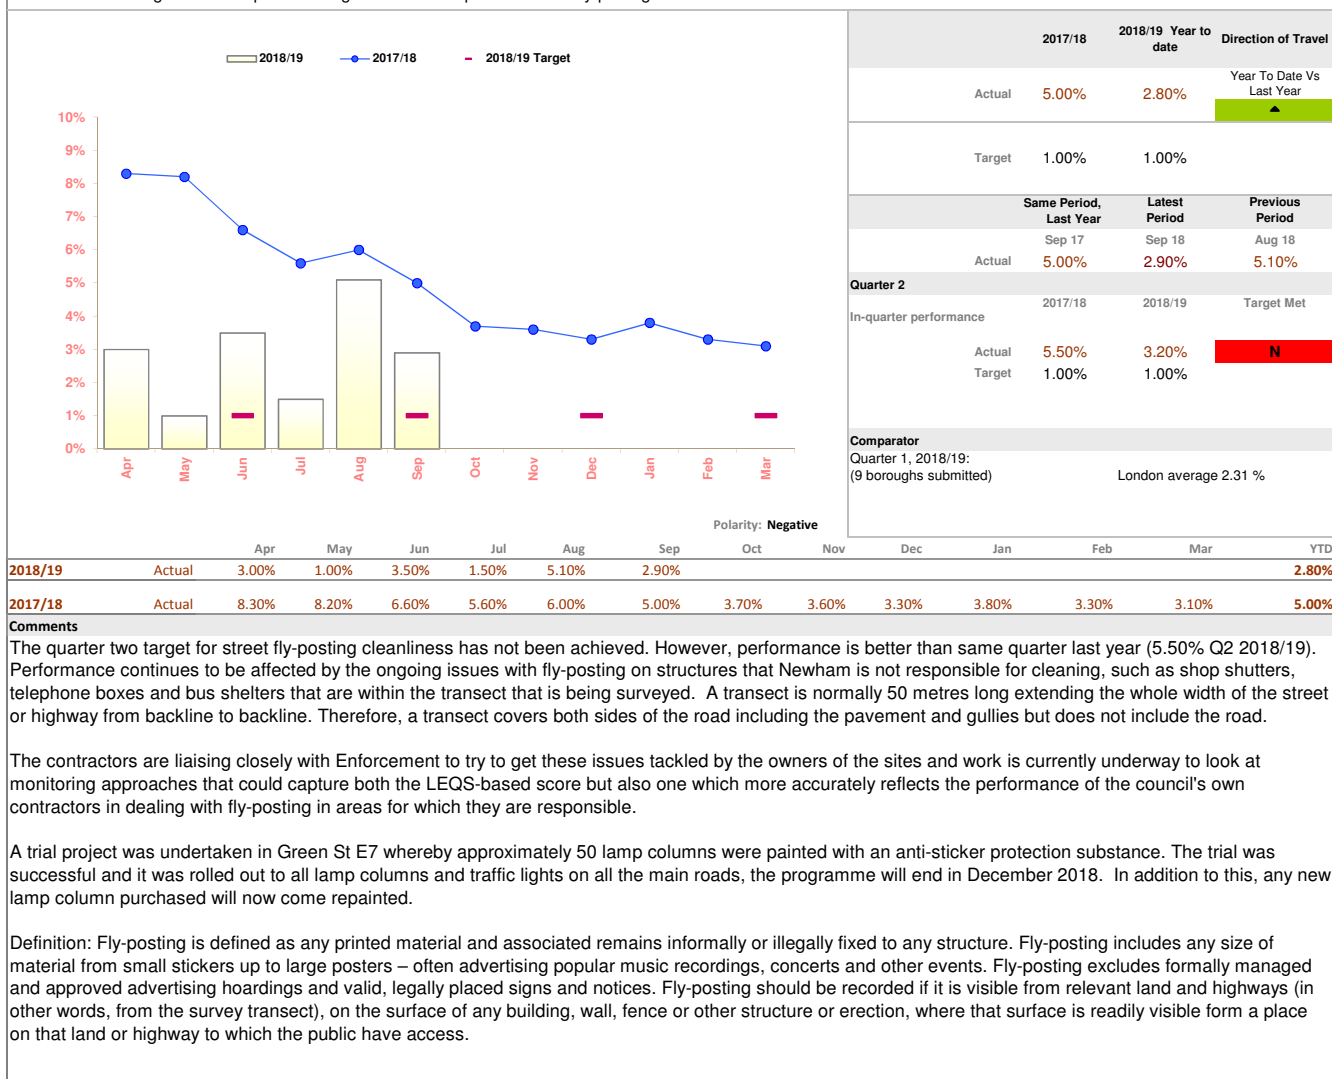 2018/19 2017/18 2018/19 Target
10%
9%
8%
7%
6%
5%
4%
3%
2%
1%
0%
Apr May Jun Jul Aug Sep Oct Nov Dec Jan Feb Mar
Polarity: Negative
2017/18 2018/19 Year to date Direction of Travel
Year To Date Vs Last Year
Actual 5.00% 2.80%
Target 1.00% 1.00%
Same Period, Last Year Latest Period Previous Period
Sep 17 Sep 18 Aug 18
Actual 5.00% 2.90% 5.10%
Quarter 2
2017/18 2018/19 Target Met
In-quarter performance
Actual 5.50% 3.20% N
Target 1.00% 1.00%
Comparator
Quarter 1, 2018/19:
(9 boroughs submitted) London average 2.31 %
Apr May Jun Jul Aug Sep Oct Nov Dec Jan Feb Mar YTD
2018/19 Actual 3.00% 1.00% 3.50% 1.50% 5.10% 2.90% 2.80%
2017/18 Actual 8.30% 8.20% 6.60% 5.60% 6.00% 5.00% 3.70% 3.60% 3.30% 3.80% 3.30% 3.10% 5.00%
Comments
The quarter two target for street fly-posting cleanliness has not been achieved. However, performance is better than same quarter last year (5.50% Q2 2018/19).
Performance continues to be affected by the ongoing issues with fly-posting on structures that Newham is not responsible for cleaning, such as shop shutters,
telephone boxes and bus shelters that are within the transect that is being surveyed. A transect is normally 50 metres long extending the whole width of the street
or highway from backline to backline. Therefore, a transect covers both sides of the road including the pavement and gullies but does not include the road.
The contractors are liaising closely with Enforcement to try to get these issues tackled by the owners of the sites and work is currently underway to look at
monitoring approaches that could capture both the LEQS-based score but also one which more accurately reflects the performance of the council's own
contractors in dealing with fly-posting in areas for which they are responsible.
A trial project was undertaken in Green St E7 whereby approximately 50 lamp columns were painted with an anti-sticker protection substance. The trial was
successful and it was rolled out to all lamp columns and traffic lights on all the main roads, the programme will end in December 2018. In addition to this, any new
lamp column purchased will now come repainted.
Definition: Fly-posting is defined as any printed material and associated remains informally or illegally fixed to any structure. Fly-posting includes any size of
material from small stickers up to large posters – often advertising popular music recordings, concerts and other events. Fly-posting excludes formally managed
and approved advertising hoardings and valid, legally placed signs and notices. Fly-posting should be recorded if it is visible from relevant land and highways (in
other words, from the survey transect), on the surface of any building, wall, fence or other structure or erection, where that surface is readily visible form a place
on that land or highway to which the public have access.